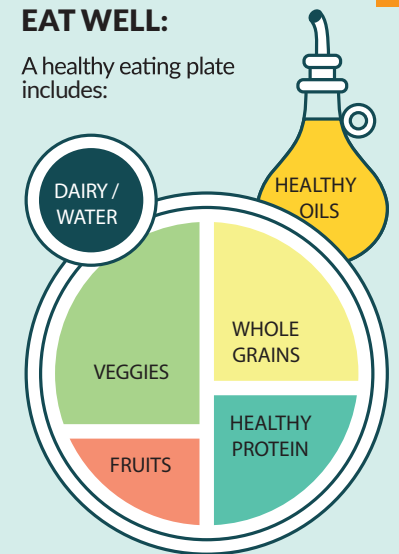 EAT WELL:
A healthy eating plate
includes:
DAIRY /
WATER
HEALTHY
OILS
VEGGIES
WHOLE
GRAINS
FRUITS
HEALTHY
PROTEIN